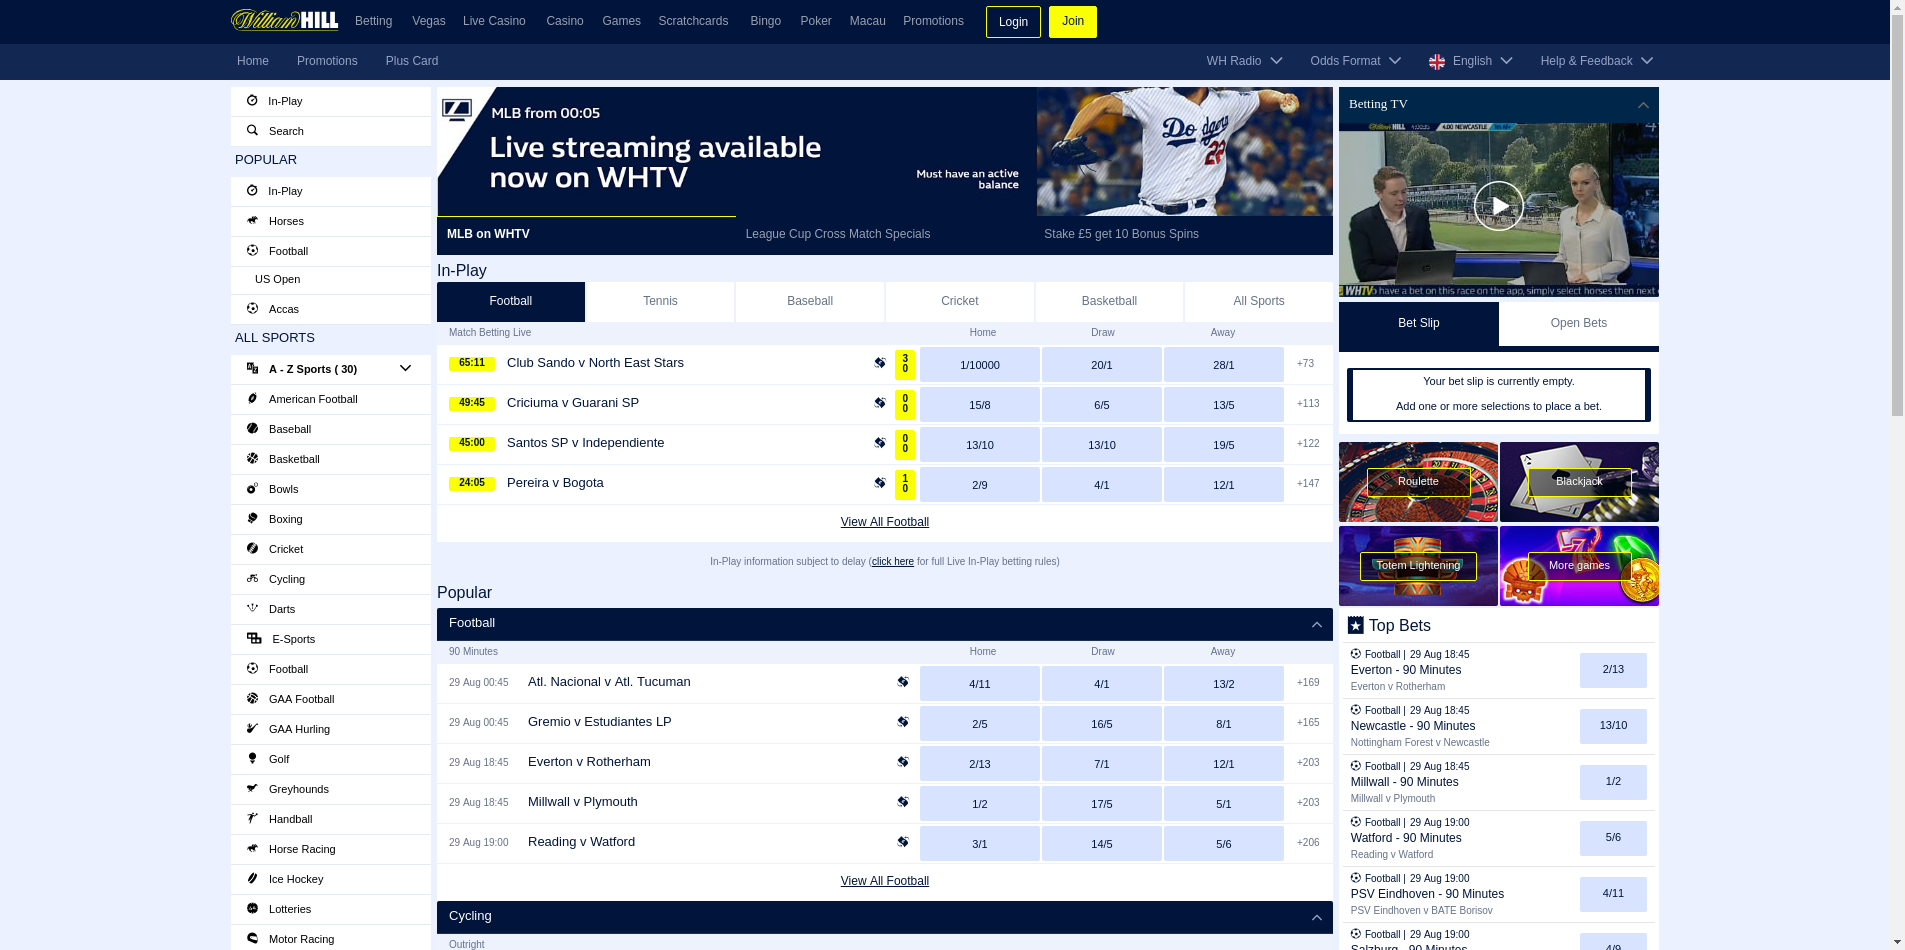 William HILL
Betting Vegas Live Casino Casino Games Scratchcards Bingo Poker Macau Promotions Login Join
Home Promotions Plus Card WH Radio Odds Format English Help & Feedback
In-Play
Search
POPULAR
In-Play
Horses
Football
US Open
Accas
ALL SPORTS
A - Z Sports ( 30)
American Football
Baseball
Basketball
Bowls
Boxing
Cricket
Cycling
Darts
E-Sports
Football
GAA Football
GAA Hurling
Golf
Greyhounds
Handball
Horse Racing
Ice Hockey
Lotteries
Motor Racing
MLB from 00:05
Live streaming available
now on WHTV
Must have an active
balance
Dodgers
22
MLB on WHTV League Cup Cross Match Specials Stake £5 get 10 Bonus Spins
In-Play
Football Tennis Baseball Cricket Basketball All Sports
Match Betting Live Home Draw Away
65:11 Club Sando v North East Stars 3 0 1/10000 20/1 28/1 +73
49:45 Criciuma v Guarani SP 0 0 15/8 6/5 13/5 +113
45:00 Santos SP v Independiente 0 0 13/10 13/10 19/5 +122
24:05 Pereira v Bogota 1 0 2/9 4/1 12/1 +147
View All Football
In-Play information subject to delay (click here for full Live In-Play betting rules)
Popular
Football
90 Minutes Home Draw Away
29 Aug 00:45 Atl. Nacional v Atl. Tucuman 4/11 4/1 13/2 +169
29 Aug 00:45 Gremio v Estudiantes LP 2/5 16/5 8/1 +165
29 Aug 18:45 Everton v Rotherham 2/13 7/1 12/1 +203
29 Aug 18:45 Millwall v Plymouth 1/2 17/5 5/1 +203
29 Aug 19:00 Reading v Watford 3/1 14/5 5/6 +206
View All Football
Cycling
Outright
Betting TV
William HILL 4.00 NEWCASTLE
WHTV o have a bet on this race on the app, simply select horses then next
Bet Slip Open Bets
Your bet slip is currently empty.
Add one or more selections to place a bet.
Roulette Blackjack
Totem Lightening More games
Top Bets
Football | 29 Aug 18:45
Everton - 90 Minutes 2/13
Everton v Rotherham
Football | 29 Aug 18:45
Newcastle - 90 Minutes 13/10
Nottingham Forest v Newcastle
Football | 29 Aug 18:45
Millwall - 90 Minutes 1/2
Millwall v Plymouth
Football | 29 Aug 19:00
Watford - 90 Minutes 5/6
Reading v Watford
Football | 29 Aug 19:00
PSV Eindhoven - 90 Minutes 4/11
PSV Eindhoven v BATE Borisov
Football | 29 Aug 19:00
Salzburg - 90 Minutes 4/9